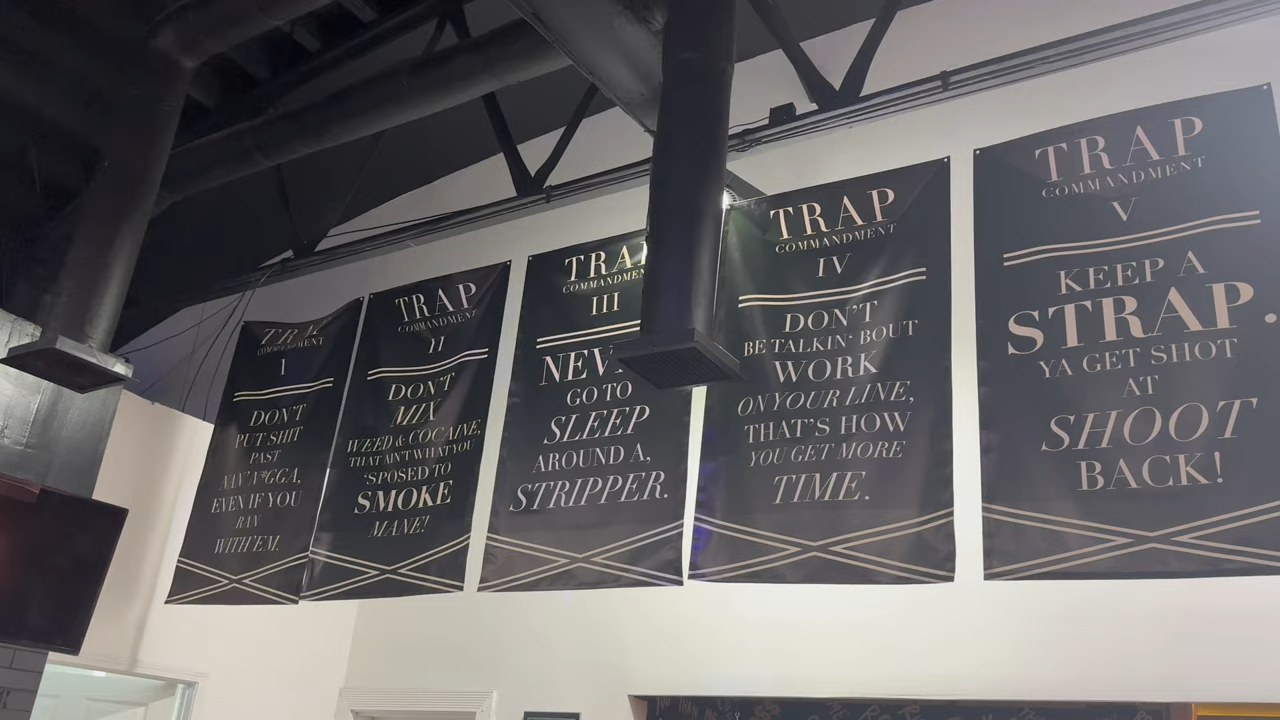 TRAP
COMMANDMENT
I
DON'T
PUT SHIT
PAST
NAY N*GGA,
EVEN IF YOU
RAN
WITH'EM.
TRAP
COMMANDMENT
II
DON'T
MIX
WEED & COCAINE,
THAT AIN'T WHAT YOU
'SPOSED TO
SMOKE
MANE!
TRA
COMMANDMEN
III
NEV
GO TO
SLEEP
AROUND A,
STRIPPER.
TRAP
COMMANDMENT
IV
DON'T
BE TALKIN' BOUT
WORK
ON YOUR LINE,
THAT'S HOW
YOU GET MORE
TIME.
TRAP
COMMANDMENT
V
KEEP A
STRAP.
YA GET SHOT
AT
SHOOT
BACK!